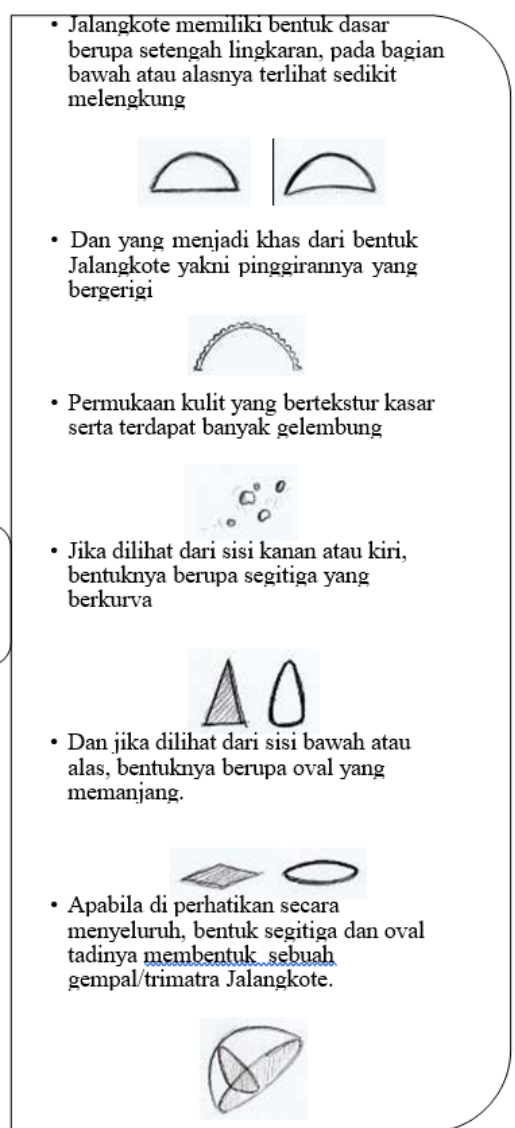 • Jalangkote memiliki bentuk dasar
berupa setengah lingkaran, pada bagian
bawah atau alasnya terlihat sedikit
melengkung
• Dan yang menjadi khas dari bentuk
Jalangkote yakni pinggirannya yang
bergerigi
• Permukaan kulit yang bertekstur kasar
serta terdapat banyak gelembung
• Jika dilihat dari sisi kanan atau kiri,
bentuknya berupa segitiga yang
berkurva
• Dan jika dilihat dari sisi bawah atau
alas, bentuknya berupa oval yang
memanjang.
• Apabila di perhatikan secara
menyeluruh, bentuk segitiga dan oval
tadinya membentuk sebuah
gempal/trimatra Jalangkote.